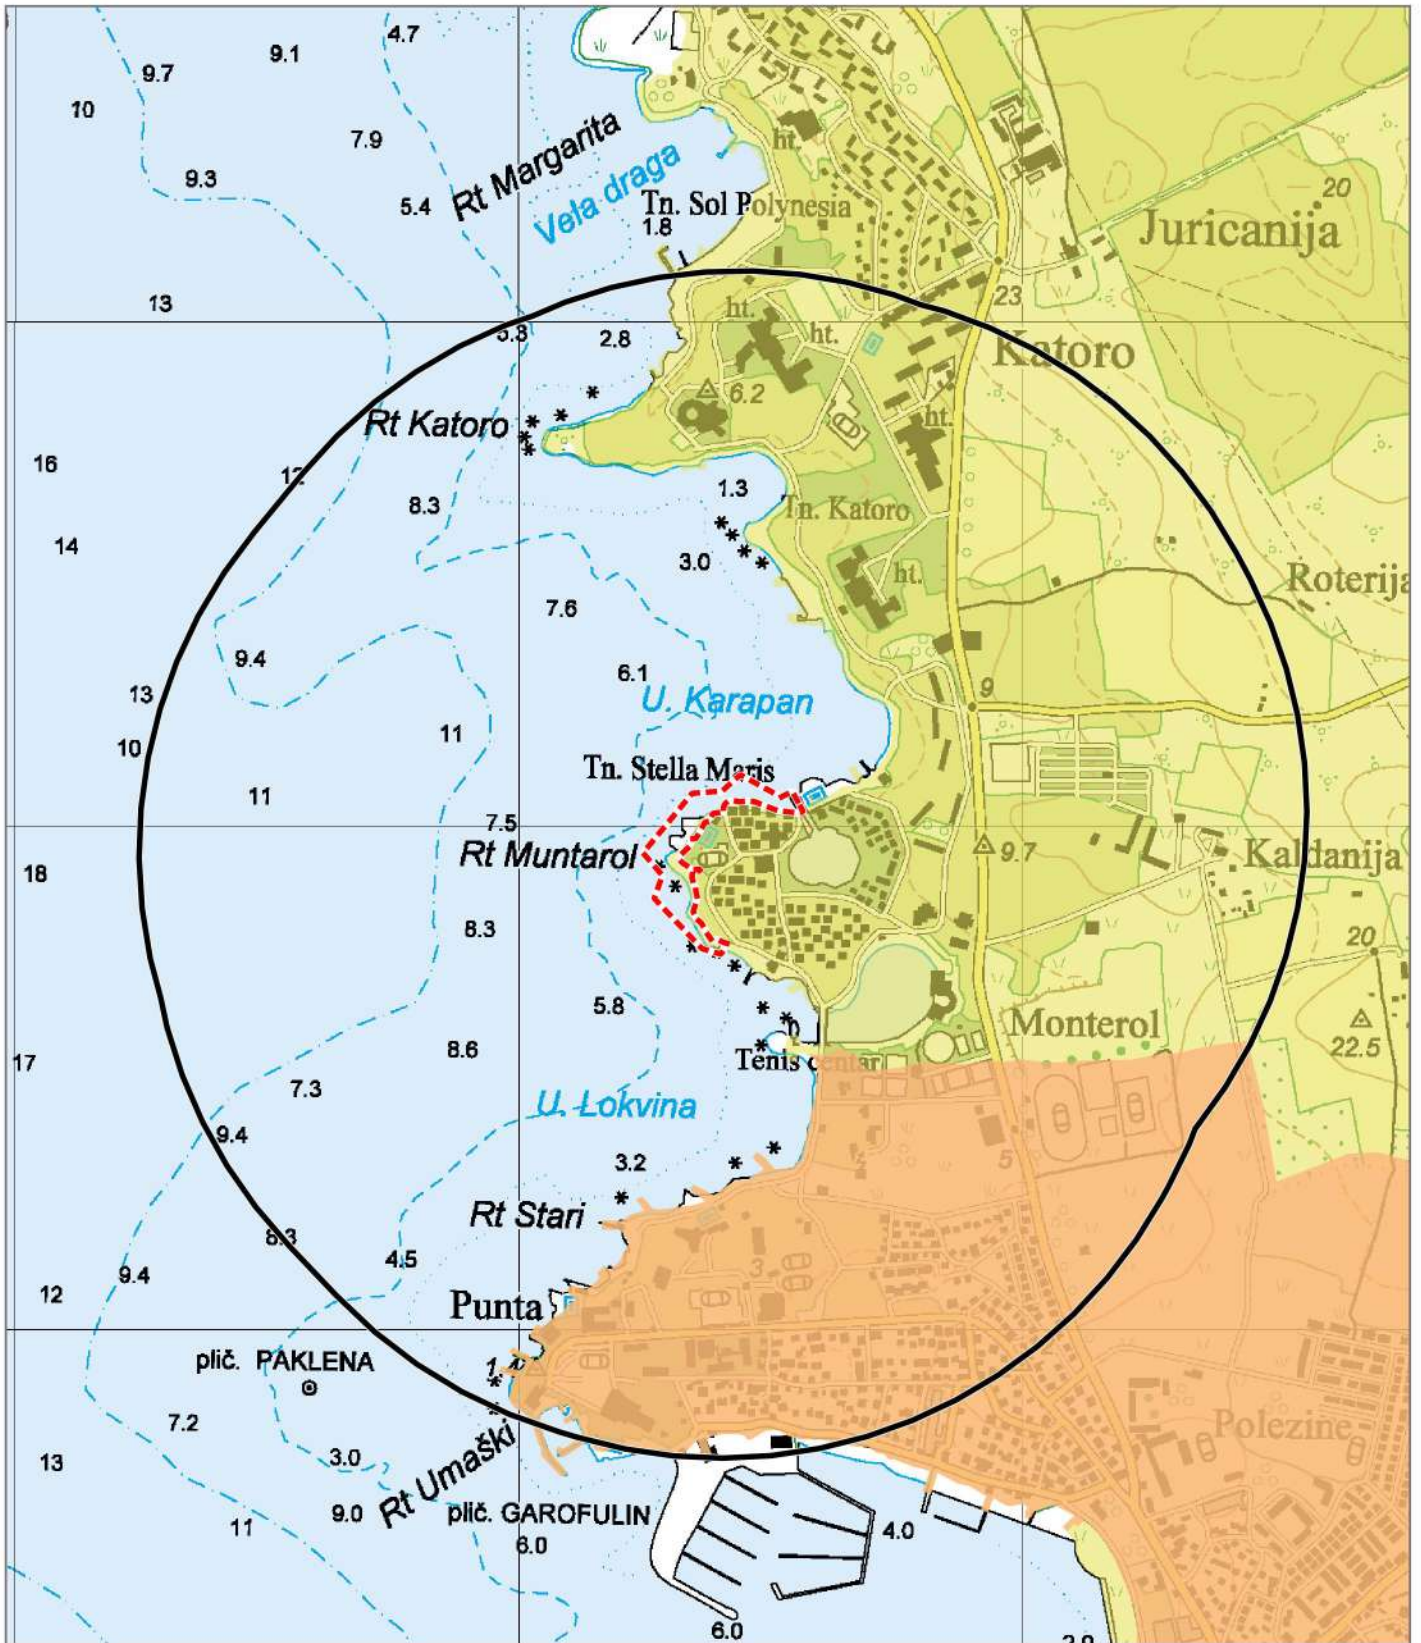 4.7
9.1
9.7
10
7.9
Rt Margarita
Vela draga
ht.
9.3
5.4
20
Tn. Sol Polynesia
1.8
Juricanija
13
23
ht.
ht.
2.8
Katoro
6.2
Rt Katoro
ht.
16
8.3
1.3
Tn. Katoro
14
3.0
ht.
Roterija
7.6
9.4
6.1
13
U. Karapan
9
10
11
Tn. Stella Maris
11
7.5
Rt Muntarol
9.7
Kaldanija
18
8.3
20
5.8
Monterol
8.6
22.5
17
Tenis centar
7.3
U. Lokvina
9.4
3.2
5
Rt Stari
8.3
4.5
3
9.4
12
Punta
plič. PAKLENA
7.2
Polezine
13
3.0
Rt Umaški
9.0
plič. GAROFULIN
11
4.0
6.0
6.0